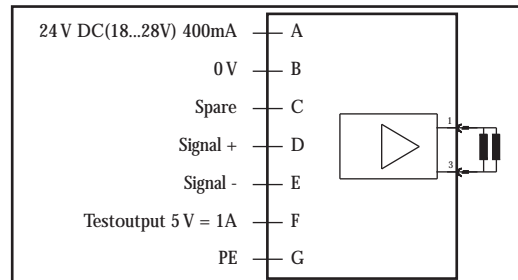 24 V DC(18...28V) 400mA A
0 V B
Spare C
Signal + D
Signal - E
Testoutput 5 V = 1A F
PE G
1
3